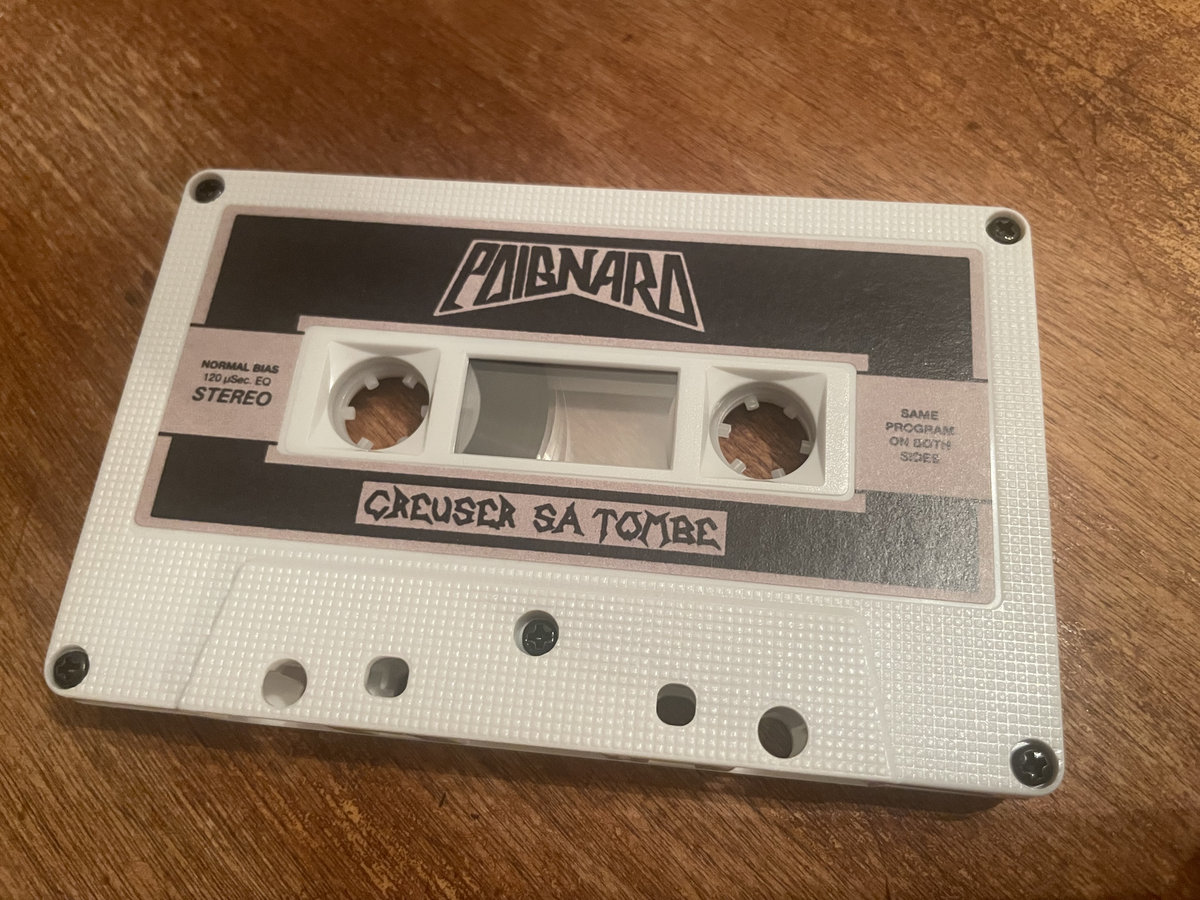 POIGNARD
NORMAL BIAS
120 µSec. EQ
STEREO
SAME
PROGRAM
ON BOTH
SIDES
CREUSER SA TOMBE